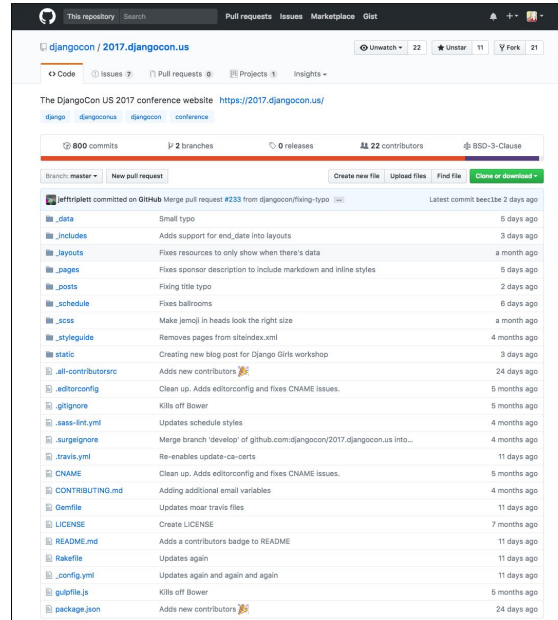 This repository Search Pull requests Issues Marketplace Gist
djangocon / 2017.djangocon.us Unwatch 22 Unstar 11 Fork 21
Code Issues 7 Pull requests 0 Projects 1 Insights
The DjangoCon US 2017 conference website https://2017.djangocon.us/
django djangoconus djangocon conference
800 commits 2 branches 0 releases 22 contributors BSD-3-Clause
Branch: master New pull request Create new file Upload files Find file Clone or download
jefftriplett committed on GitHub Merge pull request #233 from djangocon/fixing-typo ... Latest commit beec1be 2 days ago
_data Small typo 5 days ago
_includes Adds support for end_date into layouts 3 days ago
_layouts Fixes resources to only show when there's data a month ago
_pages Fixes sponsor description to include markdown and inline styles 5 days ago
_posts Fixing title typo 2 days ago
_schedule Fixes ballrooms 6 days ago
_scss Make jemoji in heads look the right size a month ago
_styleguide Removes pages from siteindex.xml 4 months ago
static Creating new blog post for Django Girls workshop 3 days ago
.all-contributorsrc Adds new contributors 🎉 24 days ago
.editorconfig Clean up. Adds editorconfig and fixes CNAME issues. 5 months ago
.gitignore Kills off Bower 5 months ago
.sass-lint.yml Updates schedule styles 4 months ago
.surgeignore Merge branch 'develop' of github.com:djangocon/2017.djangocon.us into... 4 months ago
.travis.yml Re-enables update-ca-certs 11 days ago
CNAME Clean up. Adds editorconfig and fixes CNAME issues. 5 months ago
CONTRIBUTING.md Adding additional email variables 4 months ago
Gemfile Updates moar travis files 11 days ago
LICENSE Create LICENSE 7 months ago
README.md Adds a contributors badge to README 11 days ago
Rakefile Updates again 11 days ago
_config.yml Updates again and again and again 11 days ago
gulpfile.js Kills off Bower 5 months ago
package.json Adds new contributors 🎉 24 days ago